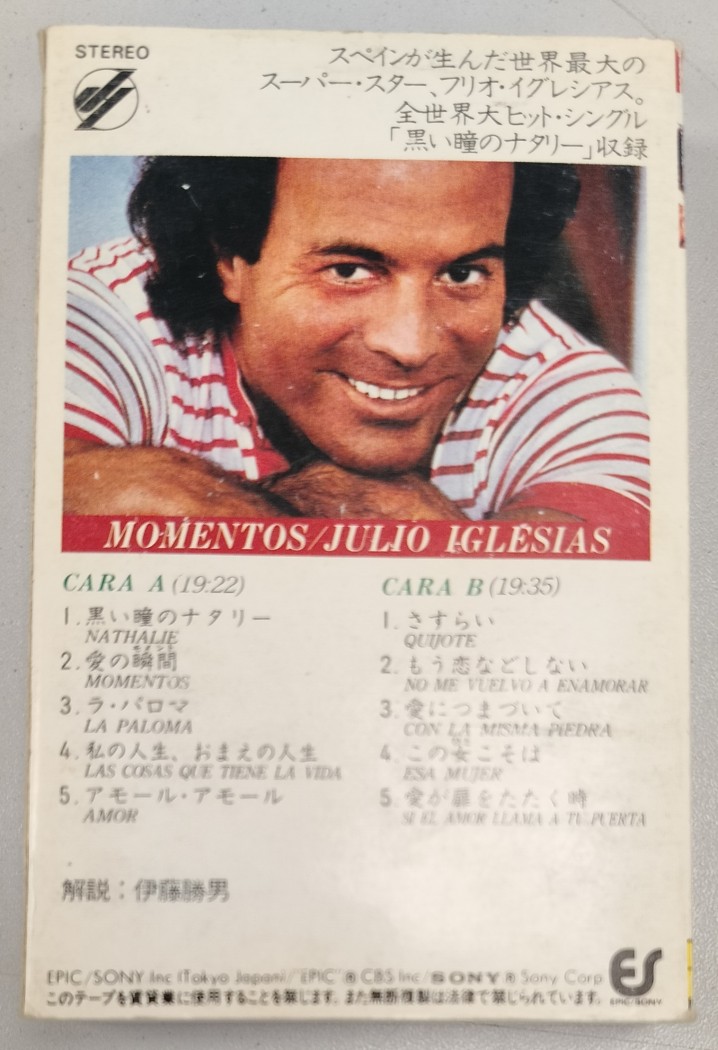 STEREO
スペインが生んだ世界最大の
スーパー・スター、フリオ・イグレシアス。
全世界大ヒット・シングル
「黒い瞳のナタリー」収録
MOMENTOS/JULIO IGLESIAS
CARA A (19:22)
1. 黒い瞳のナタリー
NATHALIE
2. 愛の瞬間
MOMENTOS
3. ラ・パロマ
LA PALOMA
4. 私の人生、おまえの人生
LAS COSAS QUE TIENE LA VIDA
5. アモール・アモール
AMOR
CARA B (19:35)
1. さすらい
QUIJOTE
2. もう恋などしない
NO ME VUELVO A ENAMORAR
3. 愛につまづいて
CON LA MISMA PIEDRA
4. この女こそは
ESA MUJER
5. 愛が扉をたたく時
SI EL AMOR LLAMA A TU PUERTA
解説：伊藤勝男
EPIC/SONY Inc (Tokyo Japan)/"EPIC" ® CBS Inc/SONY ® Sony Corp
このテープを賃貸業に使用することを禁じます。また無断複製は法律で禁じられています。
EPIC/SONY